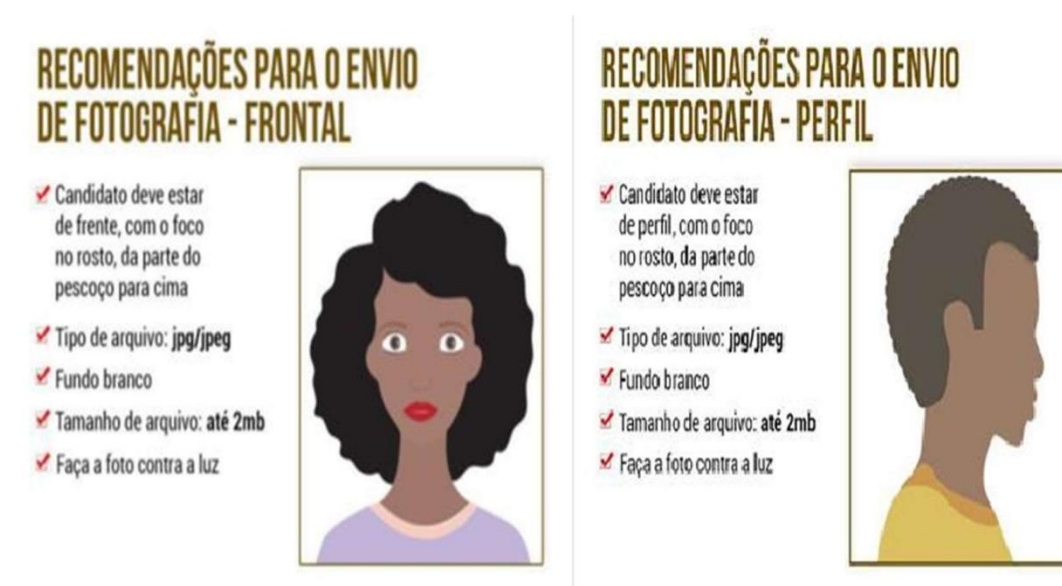 RECOMENDAÇÕES PARA O ENVIO
DE FOTOGRAFIA - FRONTAL
Candidato deve estar
de frente, com o foco
no rosto, da parte do
pescoço para cima
Tipo de arquivo: jpg/jpeg
Fundo branco
Tamanho de arquivo: até 2mb
Faça a foto contra a luz
RECOMENDAÇÕES PARA O ENVIO
DE FOTOGRAFIA - PERFIL
Candidato deve estar
de perfil, com o foco
no rosto, da parte do
pescoço para cima
Tipo de arquivo: jpg/jpeg
Fundo branco
Tamanho de arquivo: até 2mb
Faça a foto contra a luz